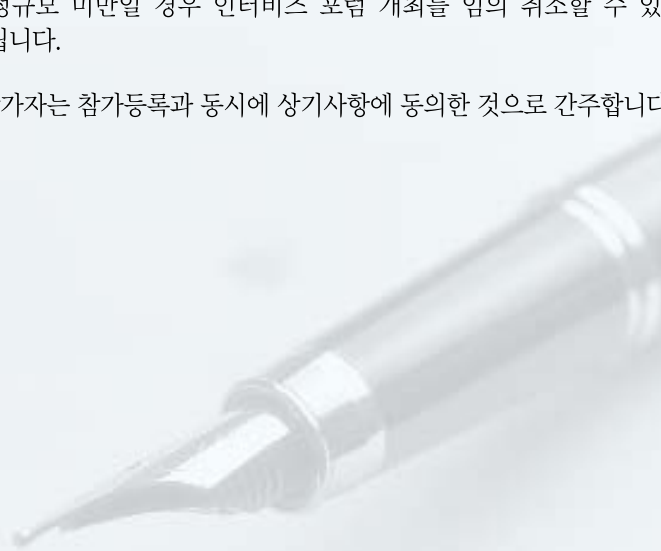 정규모 미만일 경우 인터비즈 포럼 개최를 임의 취소할 수 있
됩니다.
가자는 참가등록과 동시에 상기사항에 동의한 것으로 간주합니다